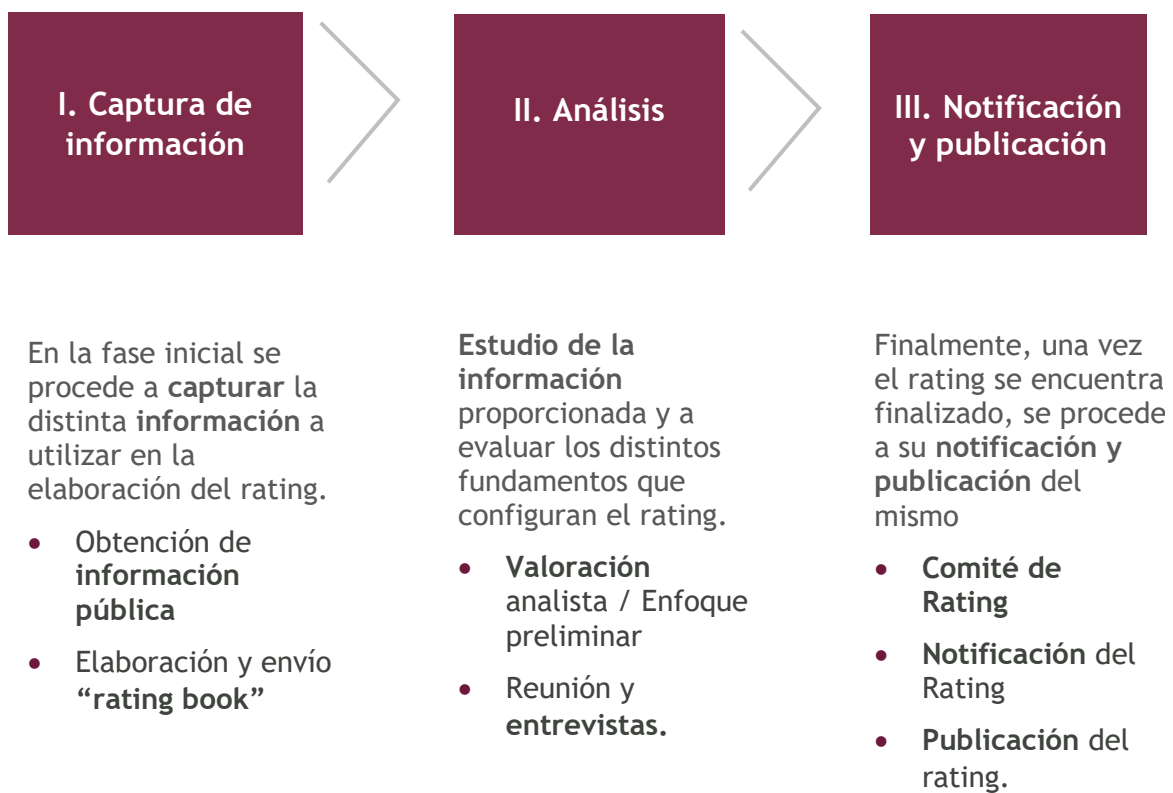 I. Captura de
información
II. Análisis
III. Notificación
y publicación
En la fase inicial se
procede a capturar la
distinta información a
utilizar en la
elaboración del rating.
• Obtención de
información
pública
• Elaboración y envío
“rating book”
Estudio de la
información
proporcionada y a
evaluar los distintos
fundamentos que
configuran el rating.
• Valoración
analista / Enfoque
preliminar
• Reunión y
entrevistas.
Finalmente, una vez
el rating se encuentra
finalizado, se procede
a su notificación y
publicación del
mismo
• Comité de
Rating
• Notificación del
Rating
• Publicación del
rating.